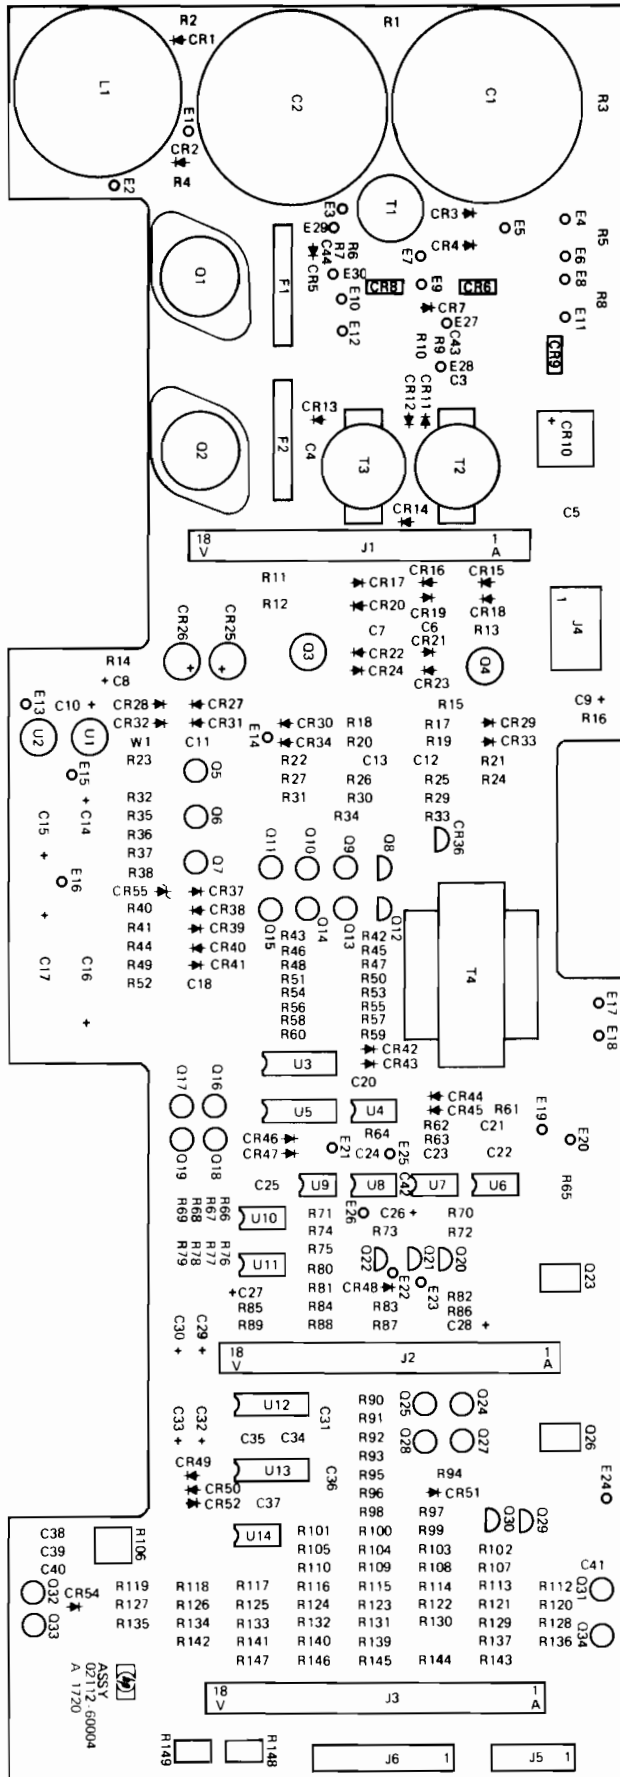 R2 R1
CR1
L1 C2 C1 R3
E1
CR2
R4
E2
E3 T1 CR3 E5 E4
E29 R5
R6 CR4
R7 C44 E7 E6
CR5 E30 E8
Q1 F1 CR8 E9 CR6 R8
E10 CR7
E27 E11
E12 C43
R9 R10 CR9
E28
C3
CR11
CR12
CR13 + CR10
Q2 F2 C4 T3 T2
CR14 C5
18 V J1 1 A
R11 CR17 CR16 CR15
R12 CR20 CR19 CR18 1 J4
CR26 CR25 C7 C6 R13
CR21
R14 + + Q3 CR22 Q4
+ C8 CR24 CR23
E13 C10 + CR28 CR27 R15 C9 +
CR32 CR31 CR30 R18 R17 CR29 R16
U2 U1 W1 C11 E14 CR34 R20 R19 CR33
R23 R22 C13 C12 R21
E15 Q5 R27 R26 R25 R24
R32 R31 R30 R29
C15 + C14 R35 Q6 R34 R33
R36 CR36
R37 Q11 Q10 Q9 Q8
+ R38 Q7
E16 CR55 CR37
R40 CR38
+ R41 CR39 Q15 Q14 Q13 Q12
R44 CR40 R43 R42
R46 R45
C17 C16 R49 CR41 R48 R47
R52 C18 R51 R50 T4
R54 R53
R56 R55 E17
+ R58 R57
R60 R59 E18
U3 CR42
CR43
C20
Q17 Q16 CR44
U5 U4 CR45 R61
R62 C21 E19
R64 R63 E20
CR46 E21 C23 C22
Q19 Q18 CR47 C24 E25
C25 U9 U8 C42 U7 U6 R65
R69 R68 R67 R66 U10 R71 E26 C26 + R70
R74 R73 R72
R79 R78 R77 R76 R75 Q22 Q21 Q20
U11 R80 Q23
+C27 R81 CR48 E22 E23 R82
R85 R84 R83 R86
C30 C29 R89 R88 R87 C28 +
+ +
18 V J2 1 A
U12 C31 R90 Q25 Q24
R91
C33 C32 C35 C34 R92 Q28 Q27 Q26
+ + R93
CR49 U13 C36 R95 R94
CR50 R96 CR51 E24
CR52 C37 R98 R97 Q30 Q29
C38 R106 U14 R101 R100 R99
C39 R105 R104 R103 R102
C40 R110 R109 R108 R107 C41
Q32 R119 R118 R117 R116 R115 R114 R113 R112 Q31
CR54 R127 R126 R125 R124 R123 R122 R121 R120
Q33 R135 R134 R133 R132 R131 R130 R129 R128 Q34
R142 R141 R140 R139 R137 R136
R147 R146 R145 R144 R143
ASSY
02112-60004
A 1720
hp
18 V J3 1 A
R149 R148 J6 1 J5 1